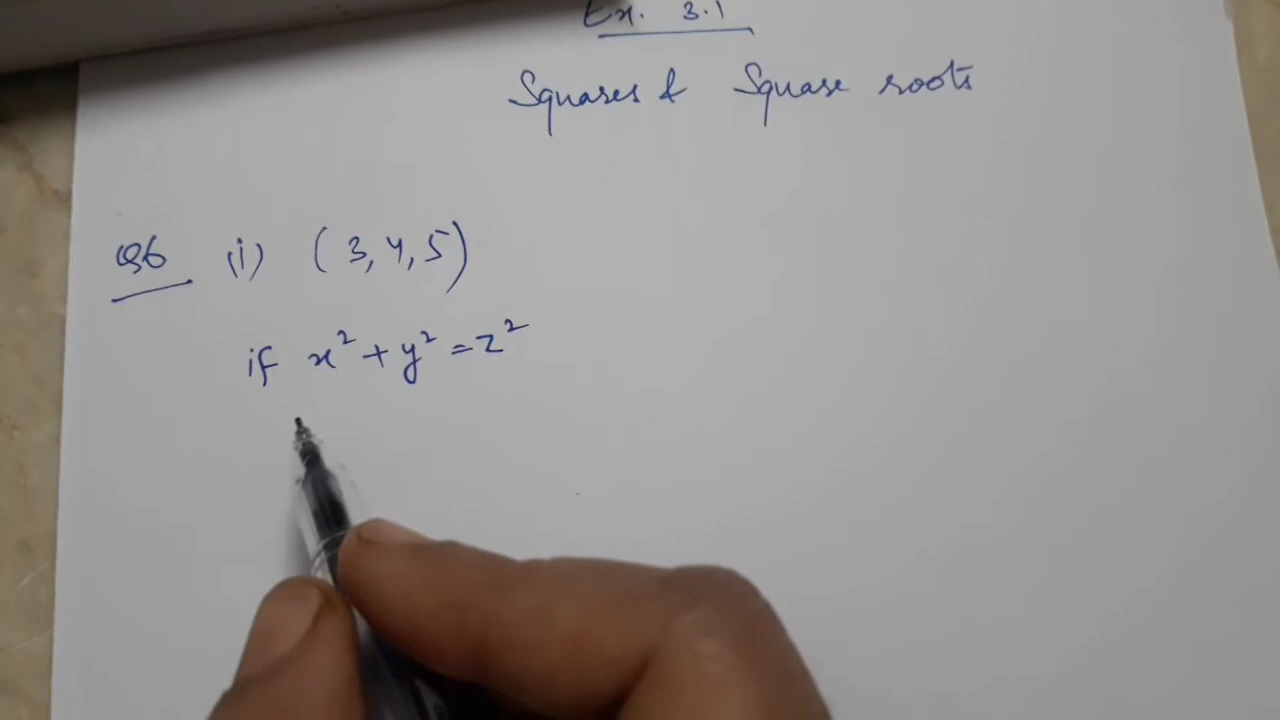 Ex. 3.1
Squares & Square roots
Q6 (i) (3,4,5)
if x² + y² = z²